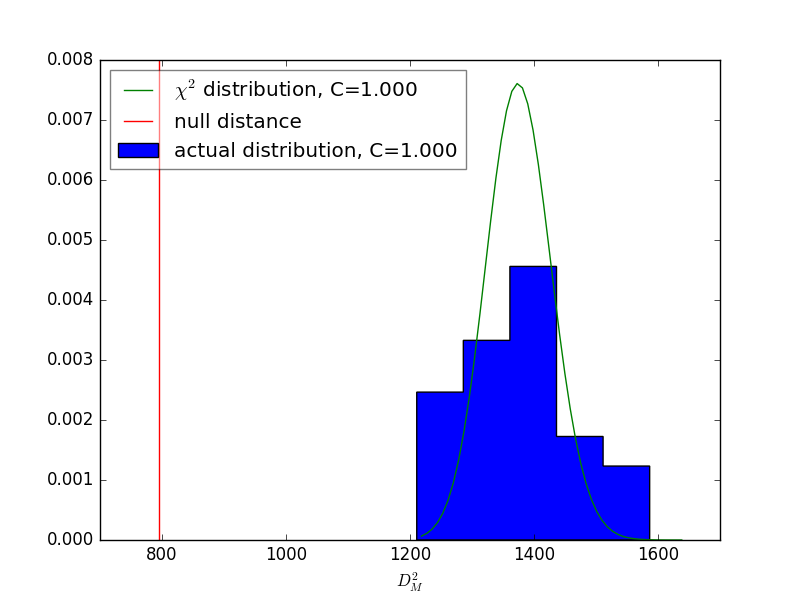 0.008
0.007
0.006
0.005
0.004
0.003
0.002
0.001
0.000
χ² distribution, C=1.000
null distance
actual distribution, C=1.000
800 1000 1200 1400 1600
D²_M